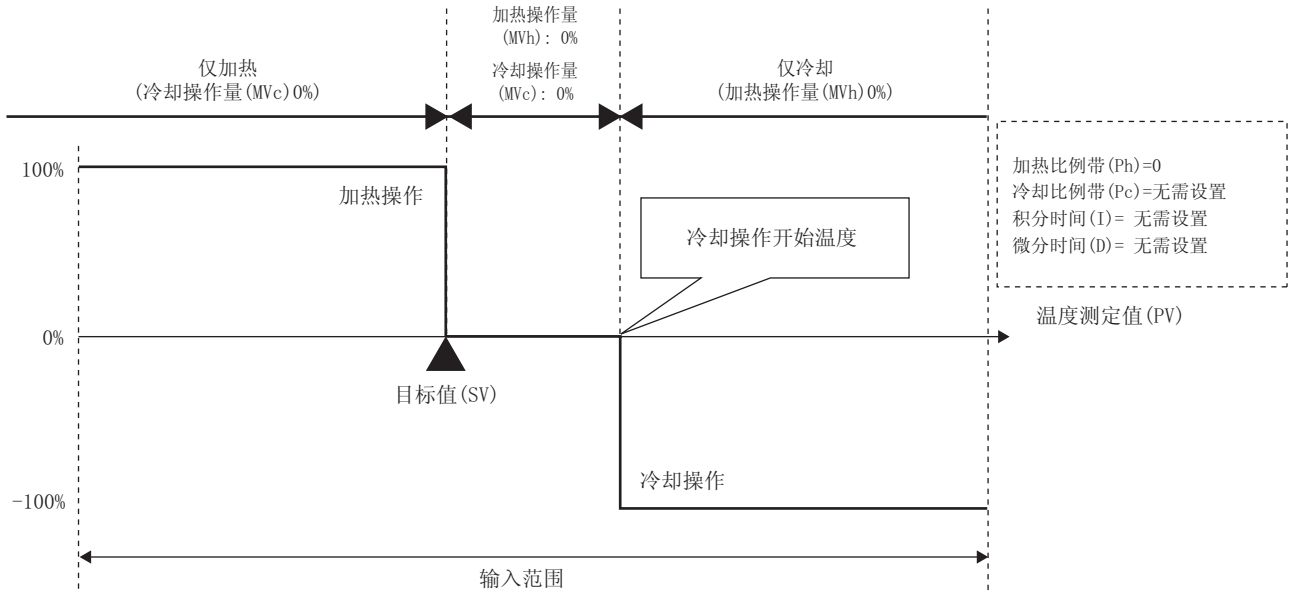 加热操作量
(MVh): 0%
仅加热
(冷却操作量(MVc)0%)
冷却操作量
(MVc): 0%
仅冷却
(加热操作量(MVh)0%)
100%
加热操作
加热比例带(Ph)=0
冷却比例带(Pc)=无需设置
积分时间(I)= 无需设置
微分时间(D)= 无需设置
冷却操作开始温度
温度测定值(PV)
0%
目标值(SV)
冷却操作
-100%
输入范围